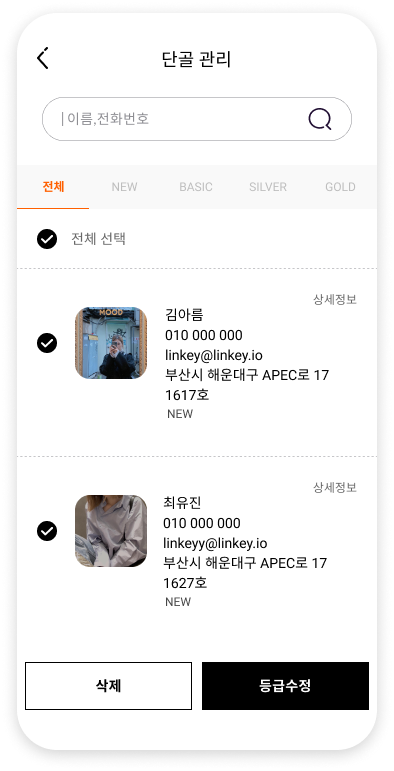 단골 관리
| 이름,전화번호
전체 NEW BASIC SILVER GOLD
전체 선택
상세정보
MOOD
김아름
010 000 000
linkey@linkey.io
부산시 해운대구 APEC로 17
1617호
NEW
상세정보
최유진
010 000 000
linkeyy@linkey.io
부산시 해운대구 APEC로 17
1627호
NEW
삭제 등급수정